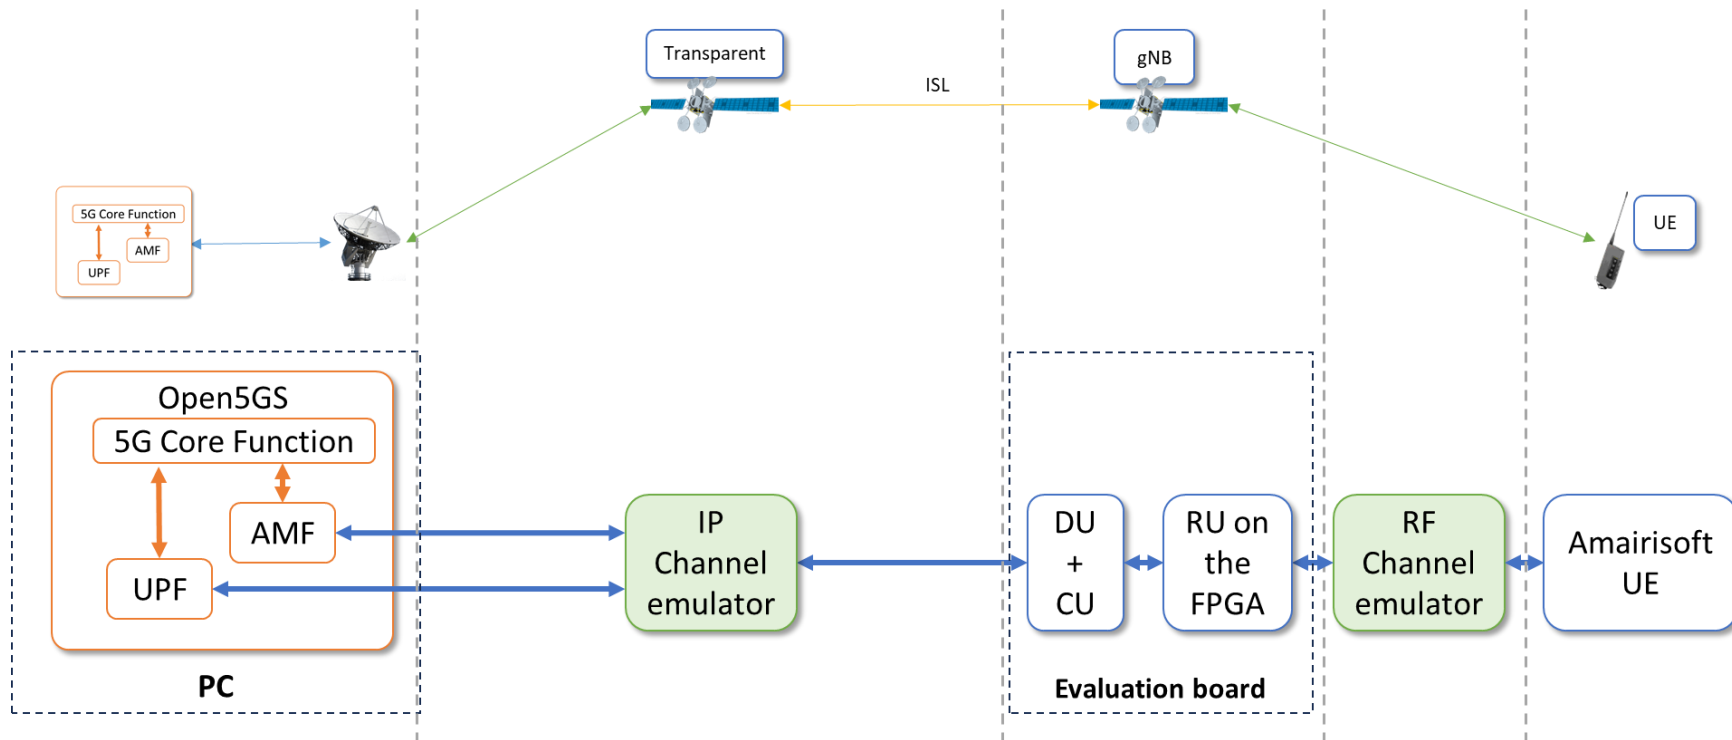 Transparent
gNB
ISL
5G Core Function
AMF
UPF
UE
Open5GS
5G Core Function
AMF
UPF
PC
IP
Channel
emulator
DU
+
CU
RU on
the
FPGA
Evaluation board
RF
Channel
emulator
Amairisoft
UE